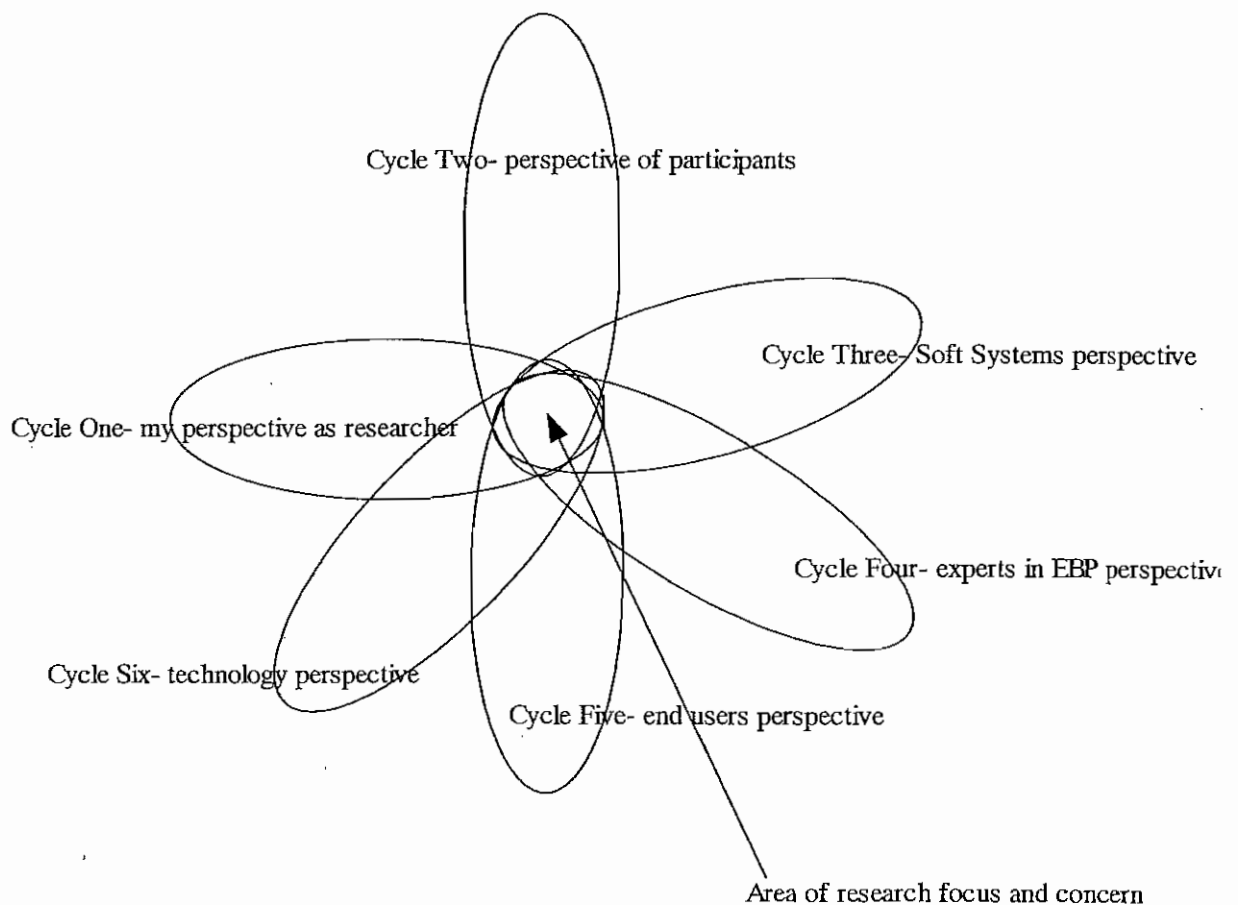 Cycle Two- perspective of participants
Cycle Three- Soft Systems perspective
Cycle One- my perspective as researcher
Cycle Four- experts in EBP perspectiv
Cycle Six- technology perspective
Cycle Five- end users perspective
Area of research focus and concern